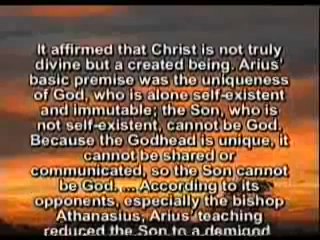 It affirmed that Christ is not truly
divine but a created being. Arius'
basic premise was the uniqueness
of God, who is alone self-existent
and immutable; the Son, who is
not self-existent, cannot be God.
Because the Godhead is unique, it
cannot be shared or
communicated, so the Son cannot
be God. ... According to its
opponents, especially the bishop
Athanasius, Arius' teaching
reduced the Son to a demigod